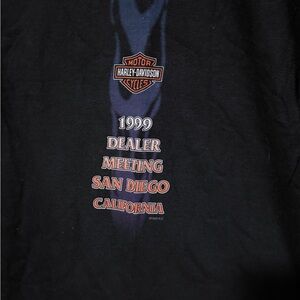 MOTOR
HARLEY-DAVIDSON
CYCLES
1999
DEALER
MEETING
SAN DIEGO
CALIFORNIA